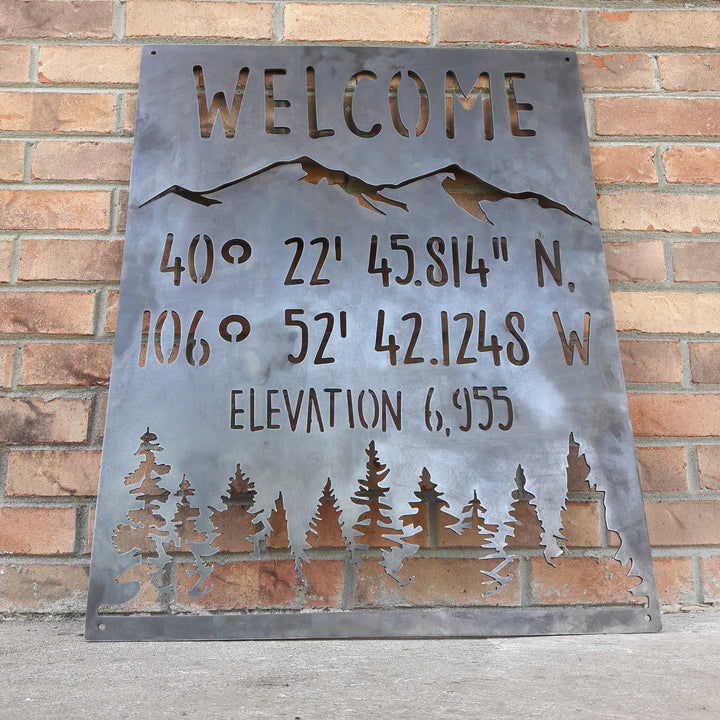 WELCOME
40° 22' 45.814" N,
106° 52' 42.124S W
ELEVATION 6,955